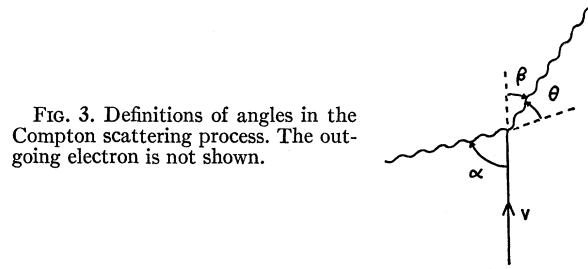 FIG. 3. Definitions of angles in the
Compton scattering process. The out-
going electron is not shown.
β
θ
α
v